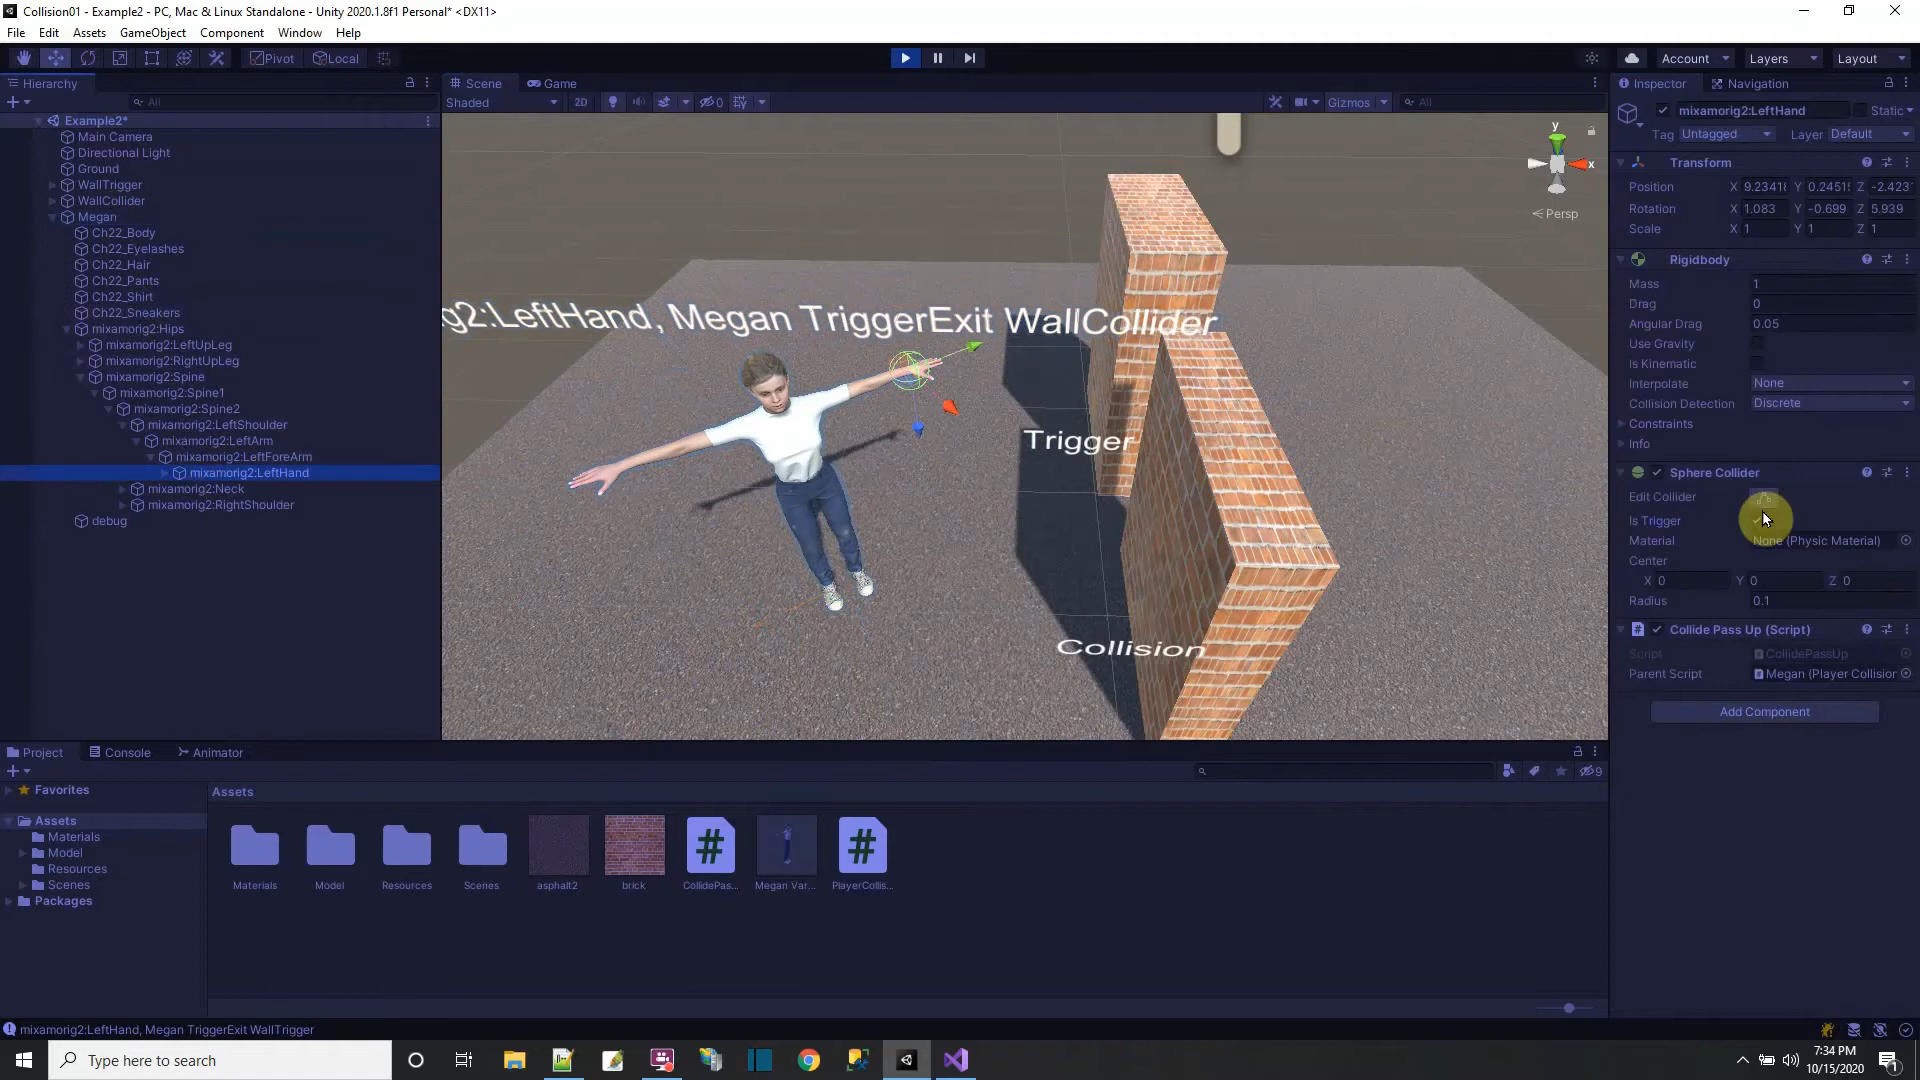 Collision01 - Example2 - PC, Mac & Linux Standalone - Unity 2020.1.8f1 Personal* <DX11>
File Edit Assets GameObject Component Window Help
Pivot Local Account Layers Layout
Hierarchy
All
Example2*
Main Camera
Directional Light
Ground
WallTrigger
WallCollider
Megan
Ch22_Body
Ch22_Eyelashes
Ch22_Hair
Ch22_Pants
Ch22_Shirt
Ch22_Sneakers
mixamorig2:Hips
mixamorig2:LeftUpLeg
mixamorig2:RightUpLeg
mixamorig2:Spine
mixamorig2:Spine1
mixamorig2:Spine2
mixamorig2:LeftShoulder
mixamorig2:LeftArm
mixamorig2:LeftForeArm
mixamorig2:LeftHand
mixamorig2:Neck
mixamorig2:RightShoulder
debug
Scene Game
Shaded 2D 0 Gizmos All
y
x
Persp
g2:LeftHand, Megan TriggerExit WallCollider
Trigger
Collision
Inspector Navigation
mixamorig2:LeftHand Static
Tag Untagged Layer Default
Transform
Position X 9.23418 Y 0.2451 Z -2.423
Rotation X 1.083 Y -0.699 Z 5.939
Scale X 1 Y 1 Z 1
Rigidbody
Mass 1
Drag 0
Angular Drag 0.05
Use Gravity
Is Kinematic
Interpolate None
Collision Detection Discrete
Constraints
Info
Sphere Collider
Edit Collider
Is Trigger
Material None (Physic Material)
Center
X 0 Y 0 Z 0
Radius 0.1
# Collide Pass Up (Script)
Script CollidePassUp
Parent Script Megan (Player Collision
Add Component
Project Console Animator
9
Favorites
Assets
Materials
Model
Resources
Scenes
Packages
Assets
# #
Materials Model Resources Scenes asphalt2 brick CollidePas... Megan Var... PlayerCollis...
mixamorig2:LeftHand, Megan TriggerExit WallTrigger
Type here to search
7:34 PM
10/15/2020
1